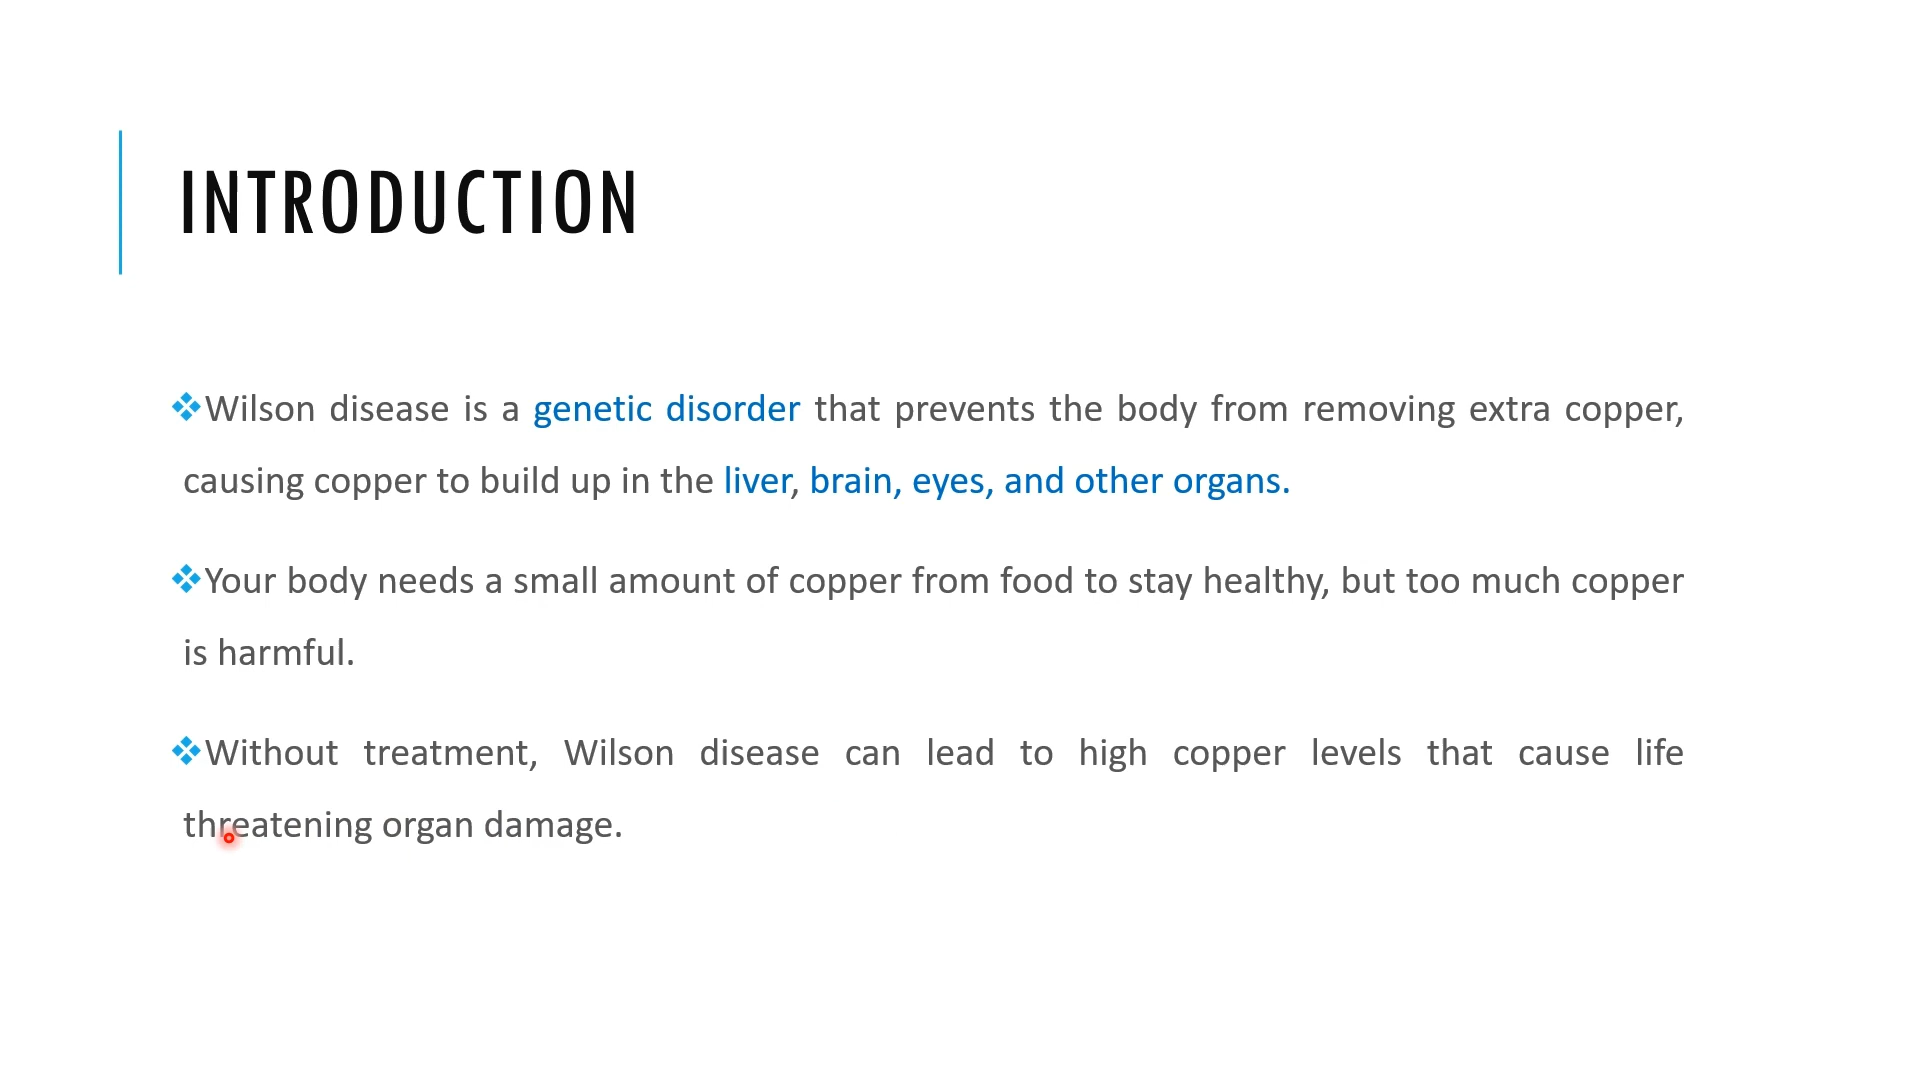 INTRODUCTION
❖Wilson disease is a genetic disorder that prevents the body from removing extra copper,
causing copper to build up in the liver, brain, eyes, and other organs.
❖Your body needs a small amount of copper from food to stay healthy, but too much copper
is harmful.
❖Without treatment, Wilson disease can lead to high copper levels that cause life
threatening organ damage.